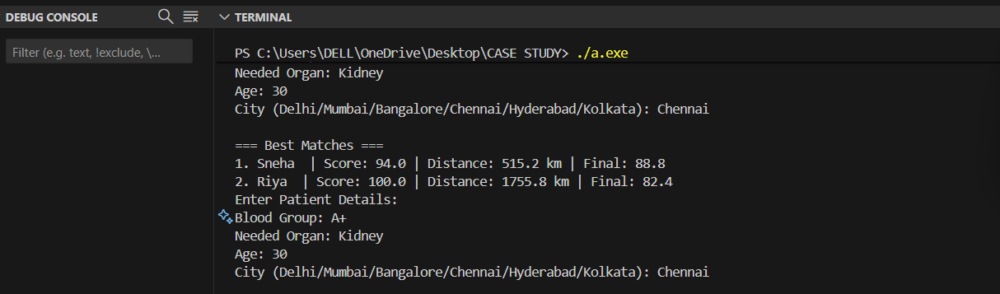 DEBUG CONSOLE
Filter (e.g. text, !exclude, \...
TERMINAL
PS C:\Users\DELL\OneDrive\Desktop\CASE STUDY> ./a.exe
Needed Organ: Kidney
Age: 30
City (Delhi/Mumbai/Bangalore/Chennai/Hyderabad/Kolkata): Chennai
=== Best Matches ===
1. Sneha  | Score: 94.0 | Distance: 515.2 km | Final: 88.8
2. Riya  | Score: 100.0 | Distance: 1755.8 km | Final: 82.4
Enter Patient Details:
Blood Group: A+
Needed Organ: Kidney
Age: 30
City (Delhi/Mumbai/Bangalore/Chennai/Hyderabad/Kolkata): Chennai